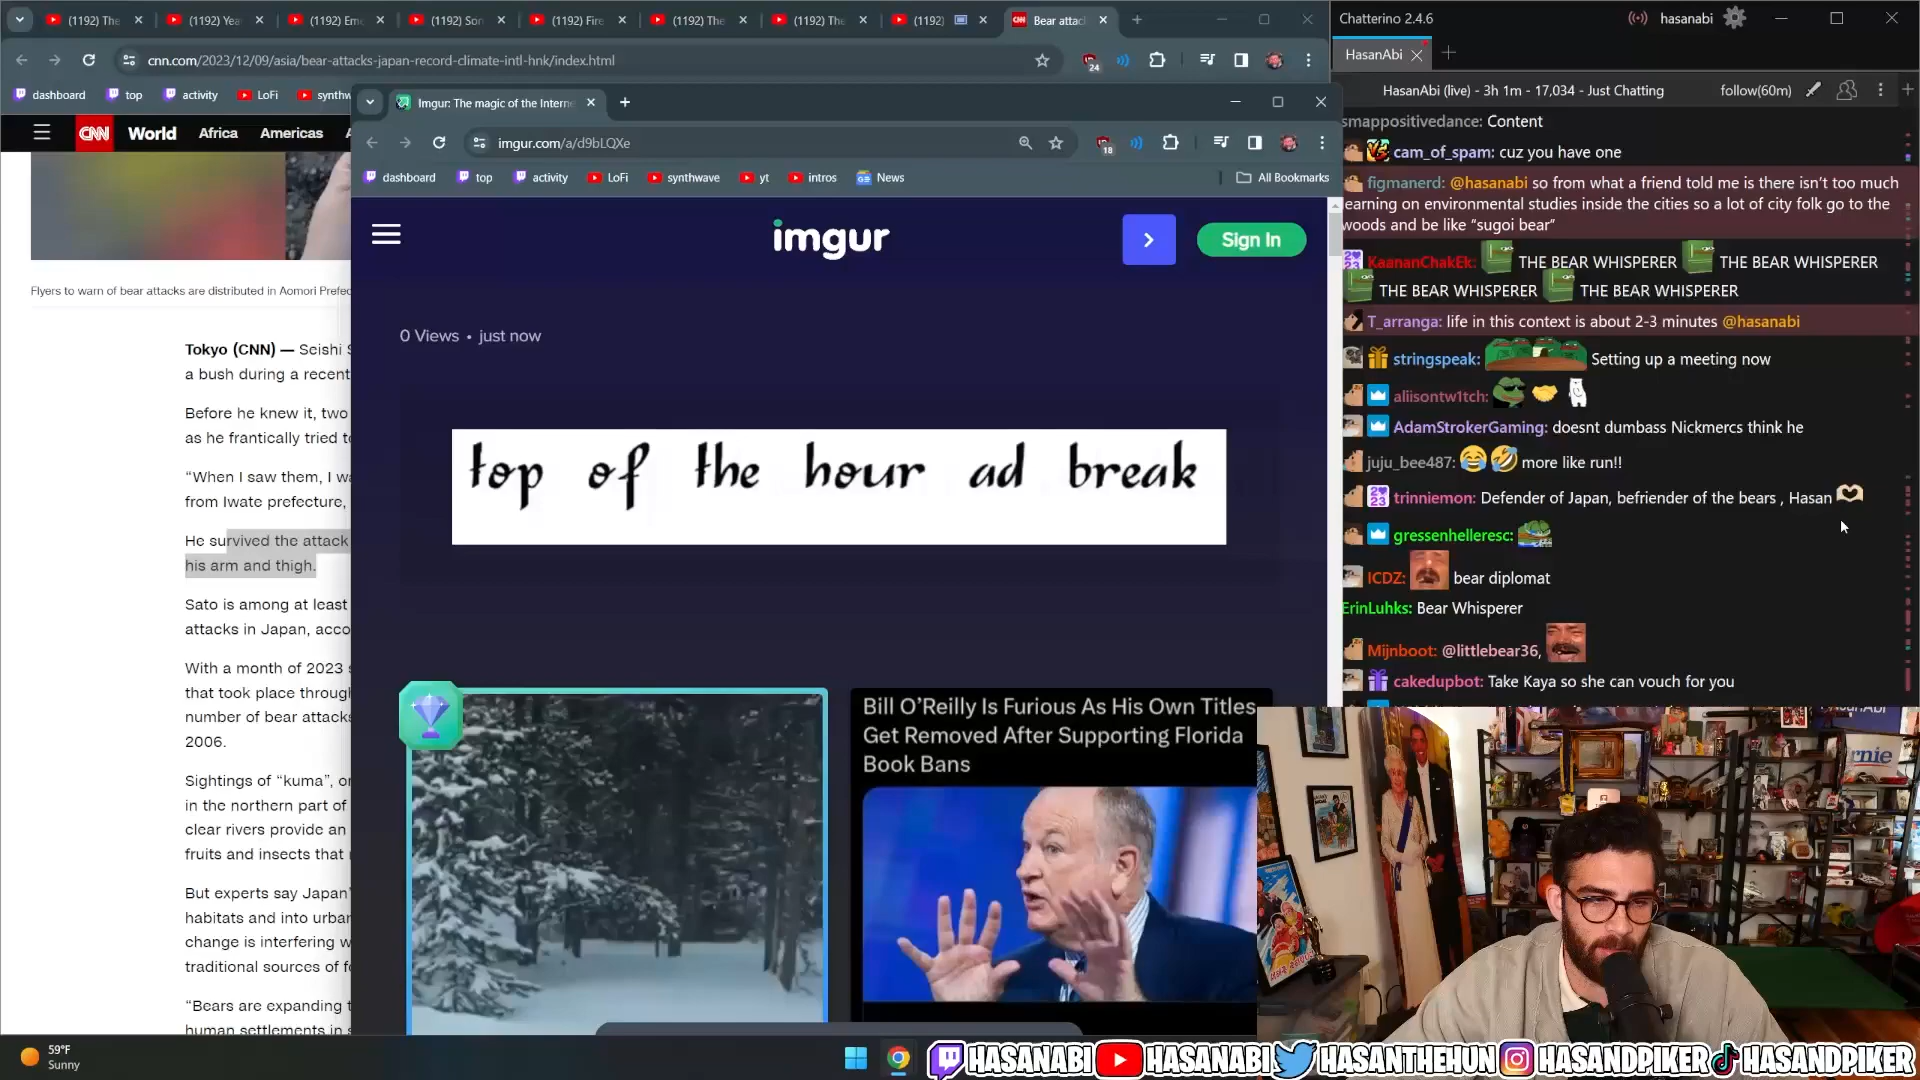 (1192) The
(1192) Yea
(1192) Em
(1192) Son
(1192) Fire
(1192) The
(1192) The
(1192)
Bear attac
cnn.com/2023/12/09/asia/bear-attacks-japan-record-climate-intl-hnk/index.html
24
dashboard
top
activity
LoFi
synthw
CNN World
Africa
Americas
Flyers to warn of bear attacks are distributed in Aomori Prefec
Tokyo (CNN) — Seishi S
a bush during a recent
Before he knew it, two
as he frantically tried to
“When I saw them, I wa
from Iwate prefecture,
He survived the attack
his arm and thigh.
Sato is among at least
attacks in Japan, acco
With a month of 2023 s
that took place through
number of bear attacks
2006.
Sightings of “kuma”, or
in the northern part of
clear rivers provide an
fruits and insects that
But experts say Japan’
habitats and into urban
change is interfering w
traditional sources of fo
“Bears are expanding t
human settlements in s
Imgur: The magic of the Intern
imgur.com/a/d9bLQXe
18
dashboard
top
activity
LoFi
synthwave
yt
intros
News
All Bookmarks
imgur
Sign In
0 Views • just now
top of the hour ad break
Bill O’Reilly Is Furious As His Own Titles
Get Removed After Supporting Florida
Book Bans
Chatterino 2.4.6
hasanabi
HasanAbi
HasanAbi (live) - 3h 1m - 17,034 - Just Chatting
follow(60m)
smappositivedance: Content
cam_of_spam: cuz you have one
figmanerd: @hasanabi so from what a friend told me is there isn’t too much
learning on environmental studies inside the cities so a lot of city folk go to the
woods and be like “sugoi bear”
KaananChakEk: THE BEAR WHISPERER THE BEAR WHISPERER
THE BEAR WHISPERER THE BEAR WHISPERER
T_arranga: life in this context is about 2-3 minutes @hasanabi
stringspeak: Setting up a meeting now
aliisontw1tch:
AdamStrokerGaming: doesnt dumbass Nickmercs think he
juju_bee487: more like run!!
trinniemon: Defender of Japan, befriender of the bears , Hasan
gressenhelleresc:
ICDZ: bear diplomat
ErinLuhks: Bear Whisperer
Mijnboot: @littlebear36,
cakedupbot: Take Kaya so she can vouch for you
rnie
59°F
Sunny
HASANABI HASANABI HASANTHEHUN HASANDPIKER HASANDPIKER